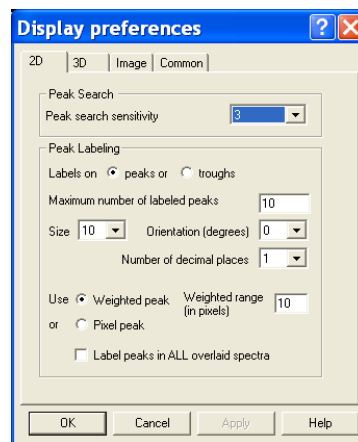 Display preferences
2D 3D Image Common
Peak Search
Peak search sensitivity 3
Peak Labeling
Labels on peaks or troughs
Maximum number of labeled peaks 10
Size 10 Orientation (degrees) 0
Number of decimal places 1
Use Weighted peak Weighted range 10
(in pixels)
or Pixel peak
Label peaks in ALL overlaid spectra
OK Cancel Apply Help